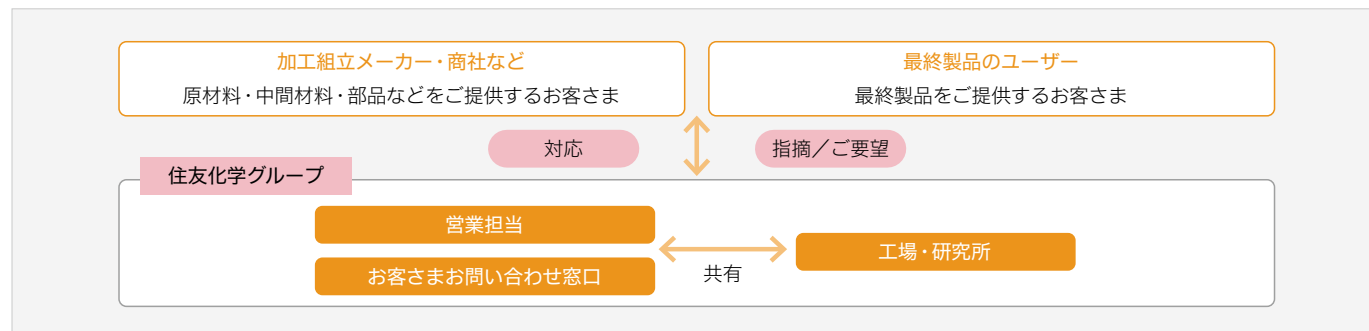 加工組立メーカー・商社など
原材料・中間材料・部品などをご提供するお客さま
最終製品のユーザー
最終製品をご提供するお客さま
対応
指摘／ご要望
住友化学グループ
営業担当
お客さまお問い合わせ窓口
共有
工場・研究所